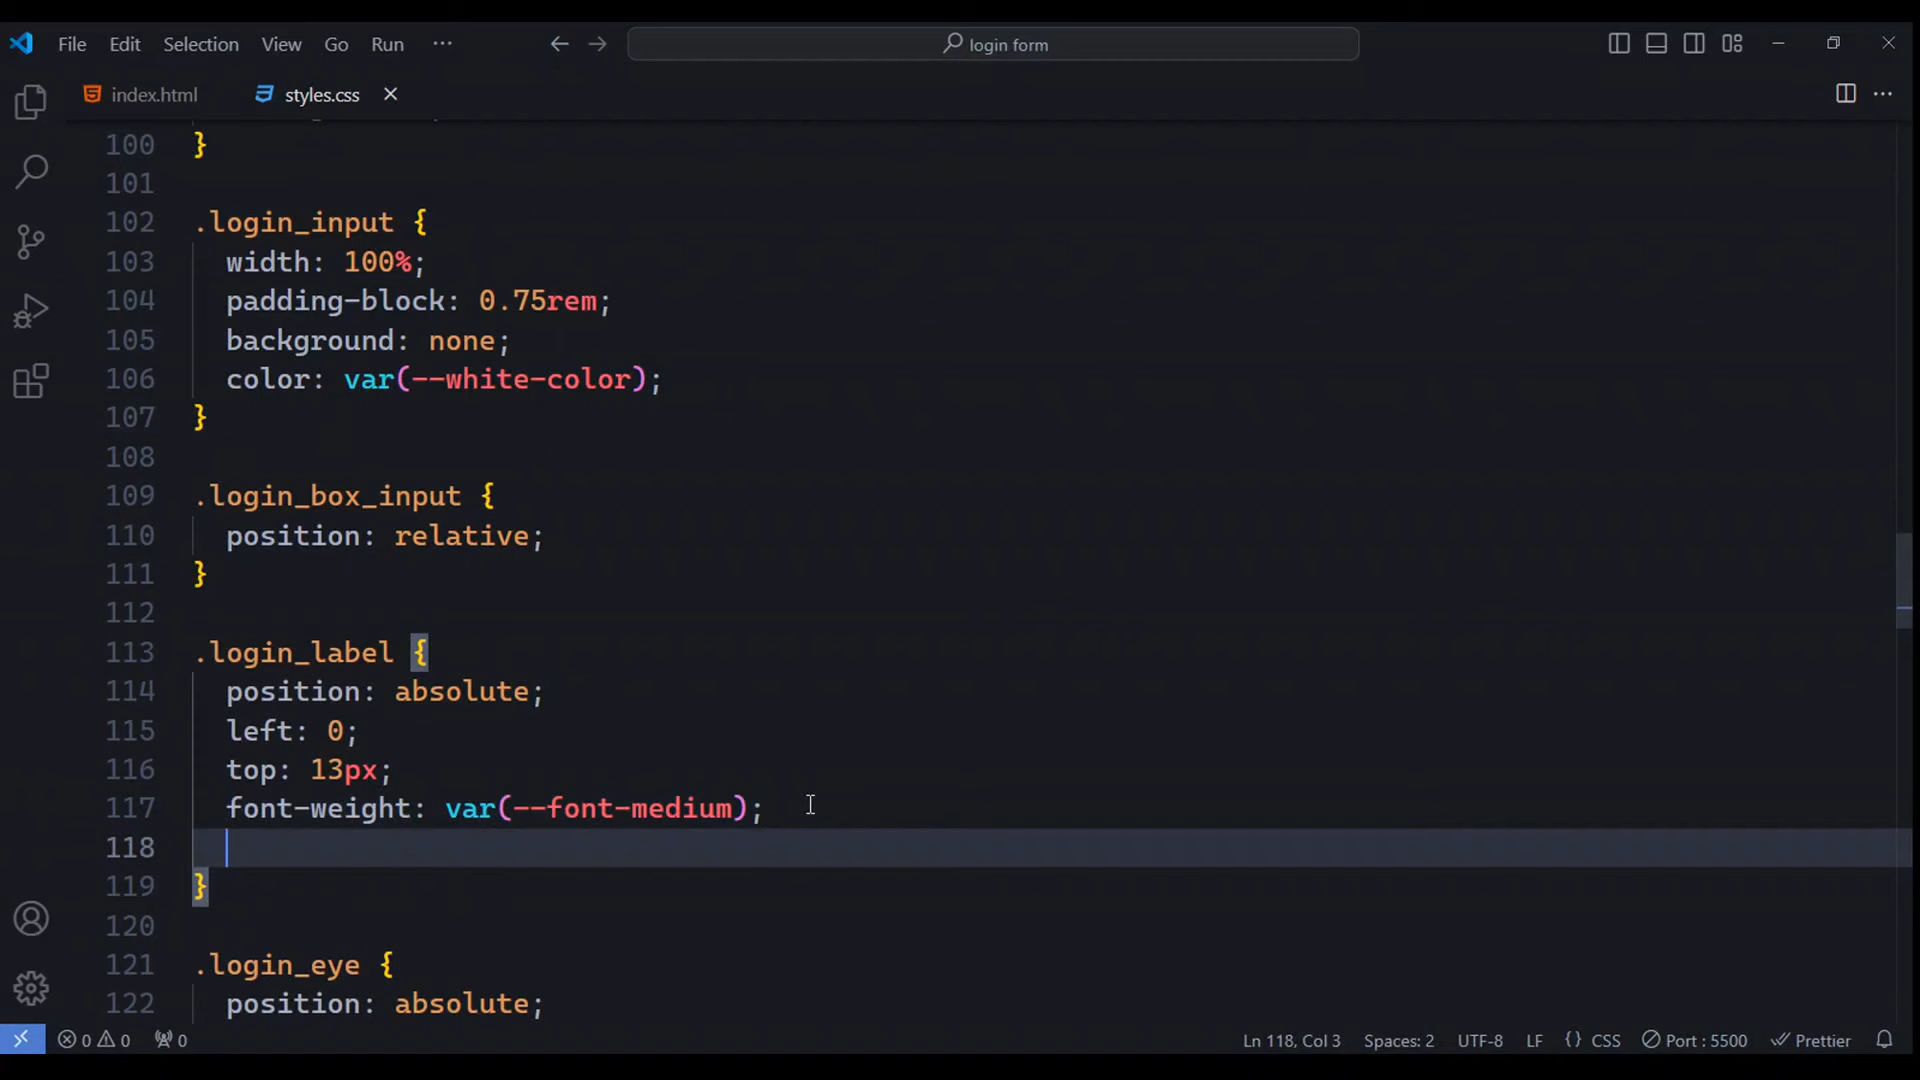 File Edit Selection View Go Run ··· ← → login form
index.html styles.css
100 }
101
102 .login_input {
103 width: 100%;
104 padding-block: 0.75rem;
105 background: none;
106 color: var(--white-color);
107 }
108
109 .login_box_input {
110 position: relative;
111 }
112
113 .login_label {
114 position: absolute;
115 left: 0;
116 top: 13px;
117 font-weight: var(--font-medium);
118
119 }
120
121 .login_eye {
122 position: absolute;
0 0 0 Ln 118, Col 3 Spaces: 2 UTF-8 LF {} CSS Port : 5500 Prettier